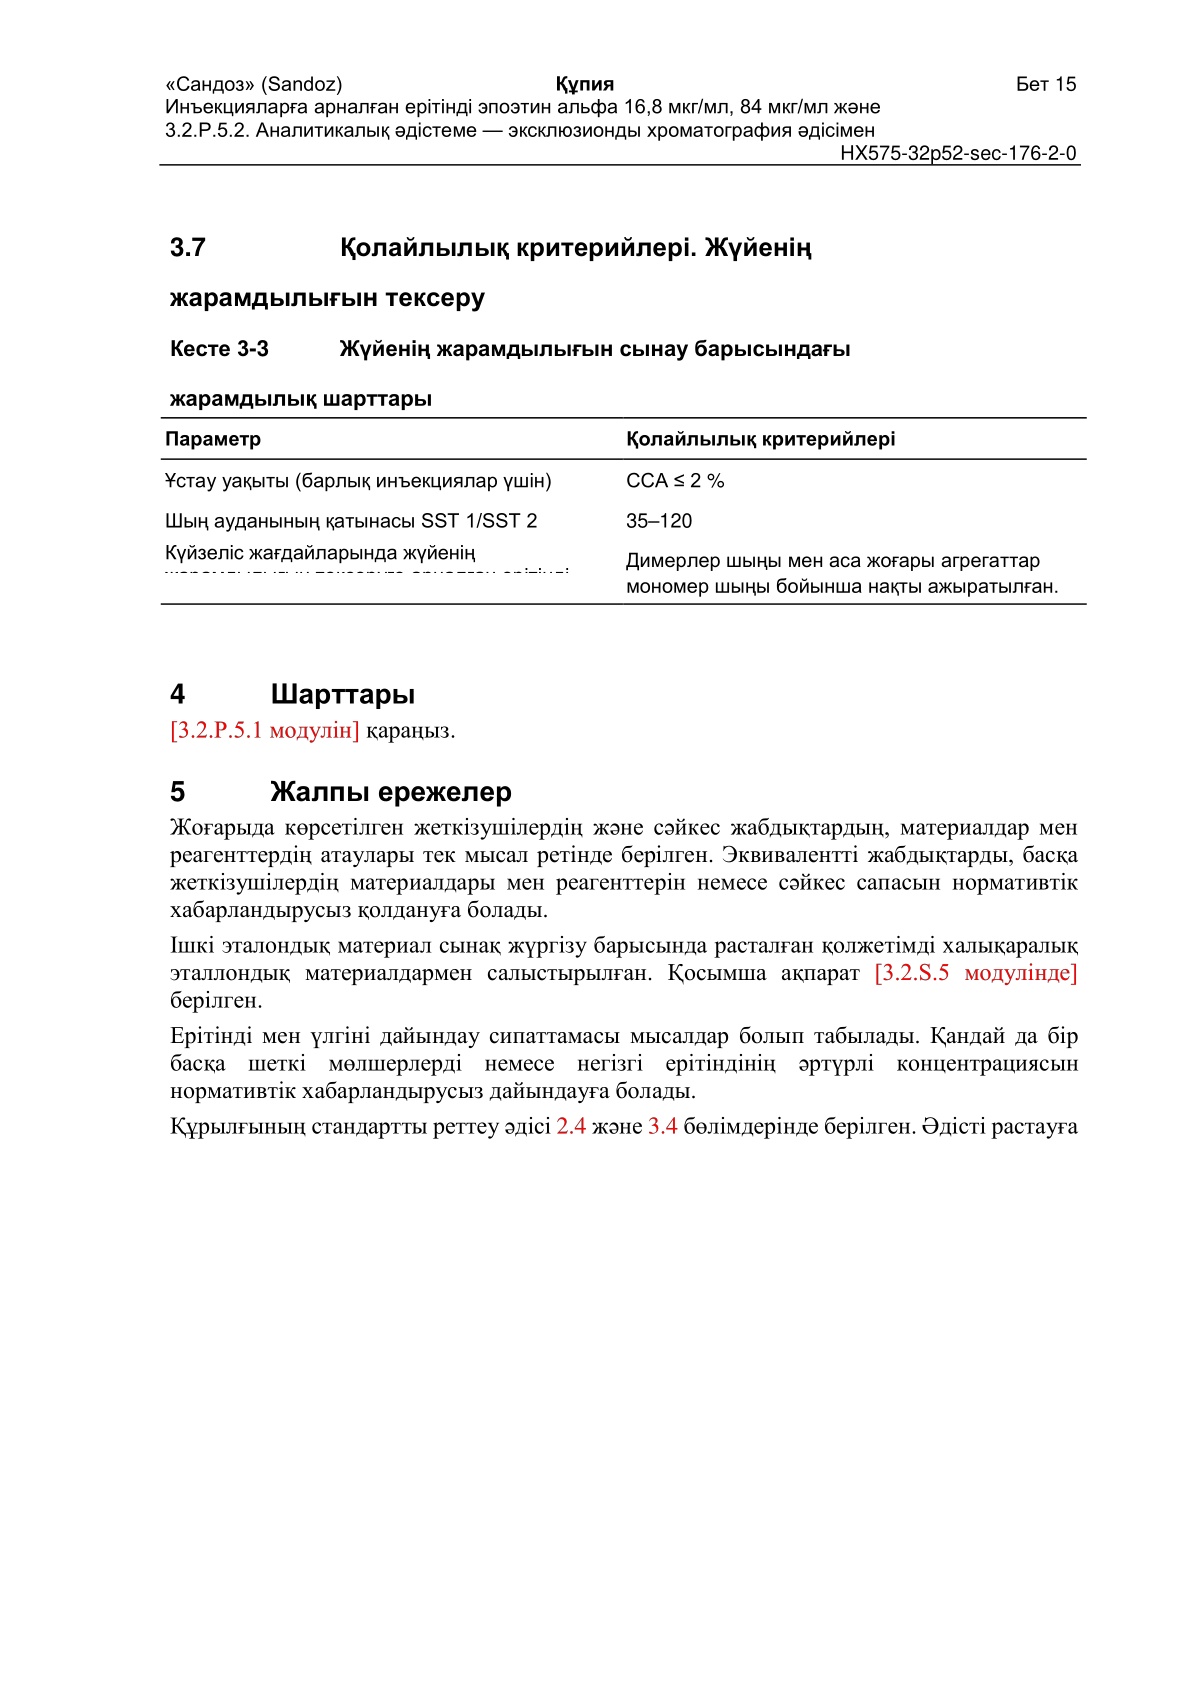 «Сандоз» (Sandoz) Құпия Бет 15
Инъекцияларға арналған ерітінді эпоэтин альфа 16,8 мкг/мл, 84 мкг/мл және
3.2.P.5.2. Аналитикалық әдістеме — эксклюзионды хроматография әдісімен
HX575-32p52-sec-176-2-0
3.7 Қолайлылық критерийлері. Жүйенің
жарамдылығын тексеру
Кесте 3-3 Жүйенің жарамдылығын сынау барысындағы
жарамдылық шарттары
Параметр Қолайлылық критерийлері
Ұстау уақыты (барлық инъекциялар үшін) ССА ≤ 2 %
Шың ауданының қатынасы SST 1/SST 2 35–120
Күйзеліс жағдайларында жүйенің
Димерлер шыңы мен аса жоғары агрегаттар
мономер шыңы бойынша нақты ажыратылған.
4 Шарттары
[3.2.P.5.1 модулін] қараңыз.
5 Жалпы ережелер
Жоғарыда көрсетілген жеткізушілердің және сәйкес жабдықтардың, материалдар мен
реагенттердің атаулары тек мысал ретінде берілген. Эквивалентті жабдықтарды, басқа
жеткізушілердің материалдары мен реагенттерін немесе сәйкес сапасын нормативтік
хабарландырусыз қолдануға болады.
Ішкі эталондық материал сынақ жүргізу барысында расталған қолжетімді халықаралық
эталлондық материалдармен салыстырылған. Қосымша ақпарат [3.2.S.5 модулінде]
берілген.
Ерітінді мен үлгіні дайындау сипаттамасы мысалдар болып табылады. Қандай да бір
басқа шеткі мөлшерлерді немесе негізгі ерітіндінің әртүрлі концентрациясын
нормативтік хабарландырусыз дайындауға болады.
Құрылғының стандартты реттеу әдісі 2.4 және 3.4 бөлімдерінде берілген. Әдісті растауға